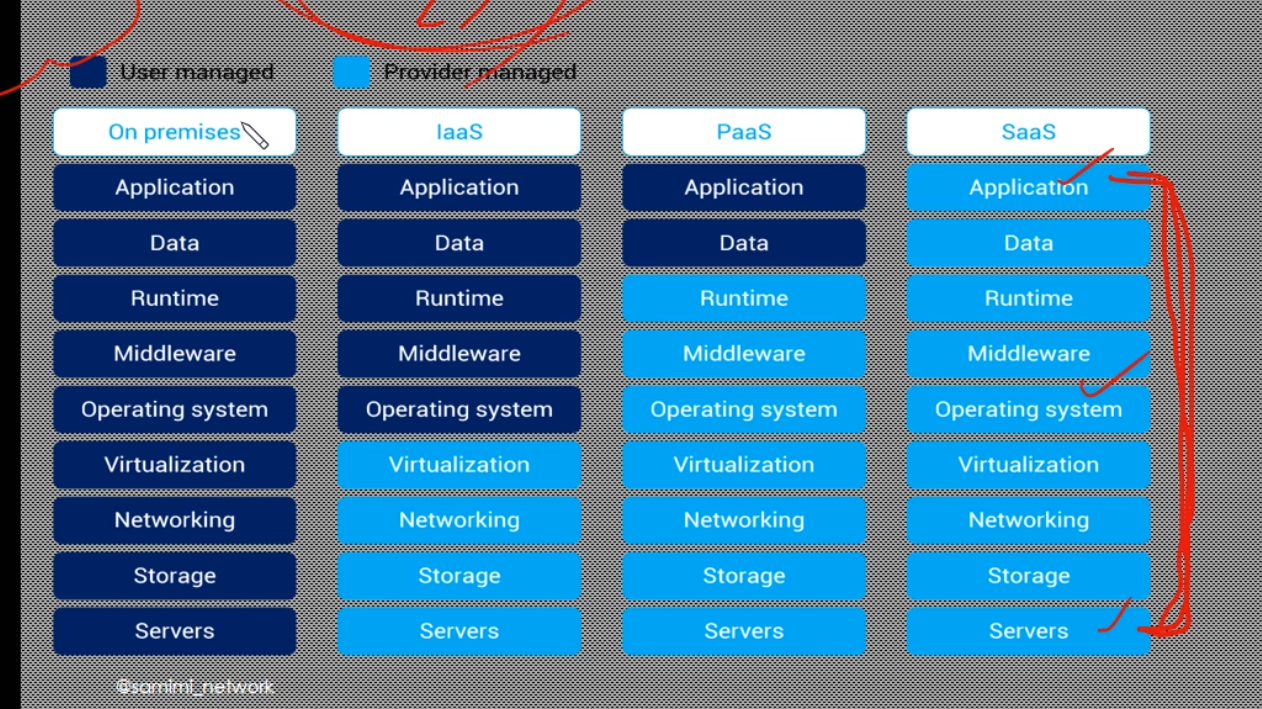 User managed Provider managed
On premises IaaS PaaS SaaS
Application Application Application Application
Data Data Data Data
Runtime Runtime Runtime Runtime
Middleware Middleware Middleware Middleware
Operating system Operating system Operating system Operating system
Virtualization Virtualization Virtualization Virtualization
Networking Networking Networking Networking
Storage Storage Storage Storage
Servers Servers Servers Servers
@samimi_network